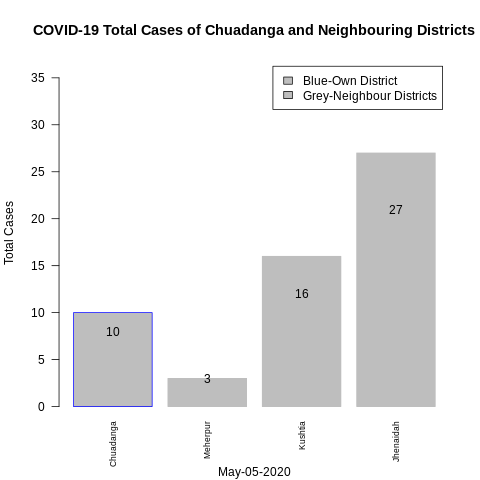 COVID-19 Total Cases of Chuadanga and Neighbouring Districts
Blue-Own District
Grey-Neighbour Districts
Total Cases
35
30
25
20
15
10
5
0
10
3
16
27
Chuadanga
Meherpur
Kushtia
Jhenaidah
May-05-2020